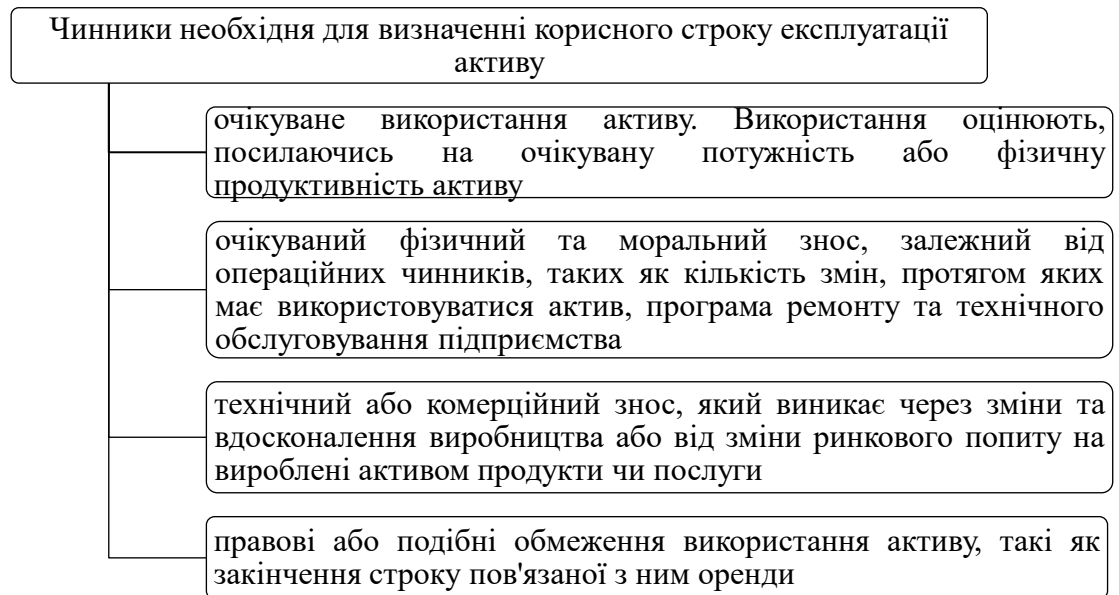 Чинники необхідня для визначенні корисного строку експлуатації
активу
очікуване використання активу. Використання оцінюють,
посилаючись на очікувану потужність або фізичну
продуктивність активу
очікуваний фізичний та моральний знос, залежний від
операційних чинників, таких як кількість змін, протягом яких
має використовуватися актив, програма ремонту та технічного
обслуговування підприємства
технічний або комерційний знос, який виникає через зміни та
вдосконалення виробництва або від зміни ринкового попиту на
вироблені активом продукти чи послуги
правові або подібні обмеження використання активу, такі як
закінчення строку пов'язаної з ним оренди